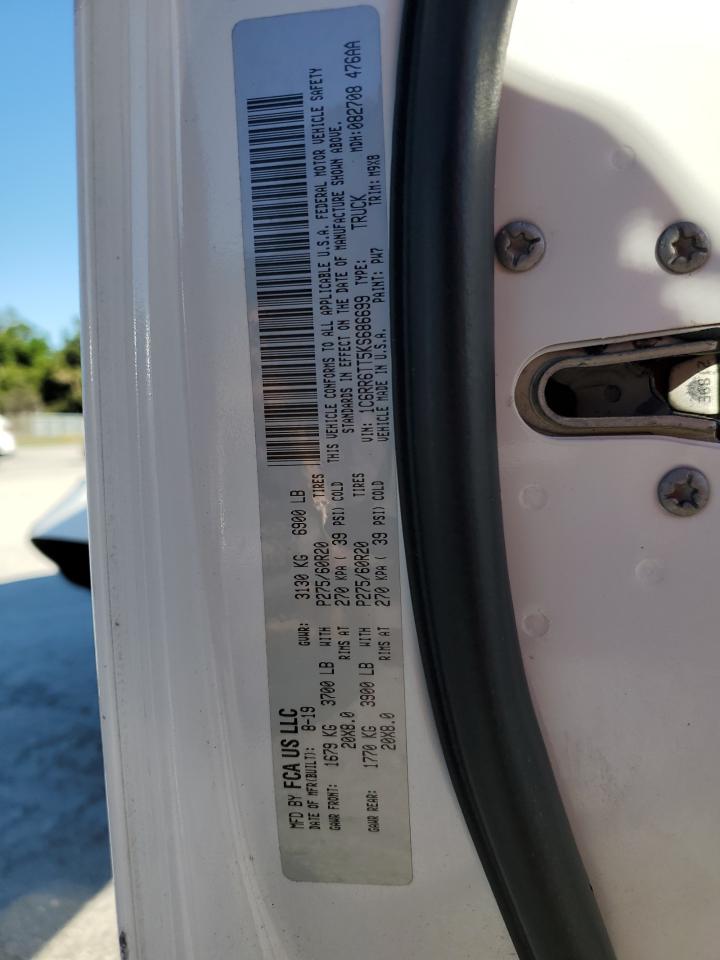 MFD BY FCA US LLC
DATE OF MFR(BUILT): 8-19 GVWR: 3130 KG 6900 LB
GAWR FRONT: 1679 KG 3700 LB WITH P275/60R20 TIRES
20X8.0 RIMS AT 270 KPA ( 39 PSI) COLD
GAWR REAR: 1770 KG 3900 LB WITH P275/60R20 TIRES
20X8.0 RIMS AT 270 KPA ( 39 PSI) COLD
THIS VEHICLE CONFORMS TO ALL APPLICABLE U.S.A. FEDERAL MOTOR VEHICLE SAFETY
STANDARDS IN EFFECT ON THE DATE OF MANUFACTURE SHOWN ABOVE.
MDH:082708 476AA
VIN: 1C6RR6TT5KS686699 TYPE: TRUCK
VEHICLE MADE IN U.S.A. PAINT: PW7 TRIM: M9X8